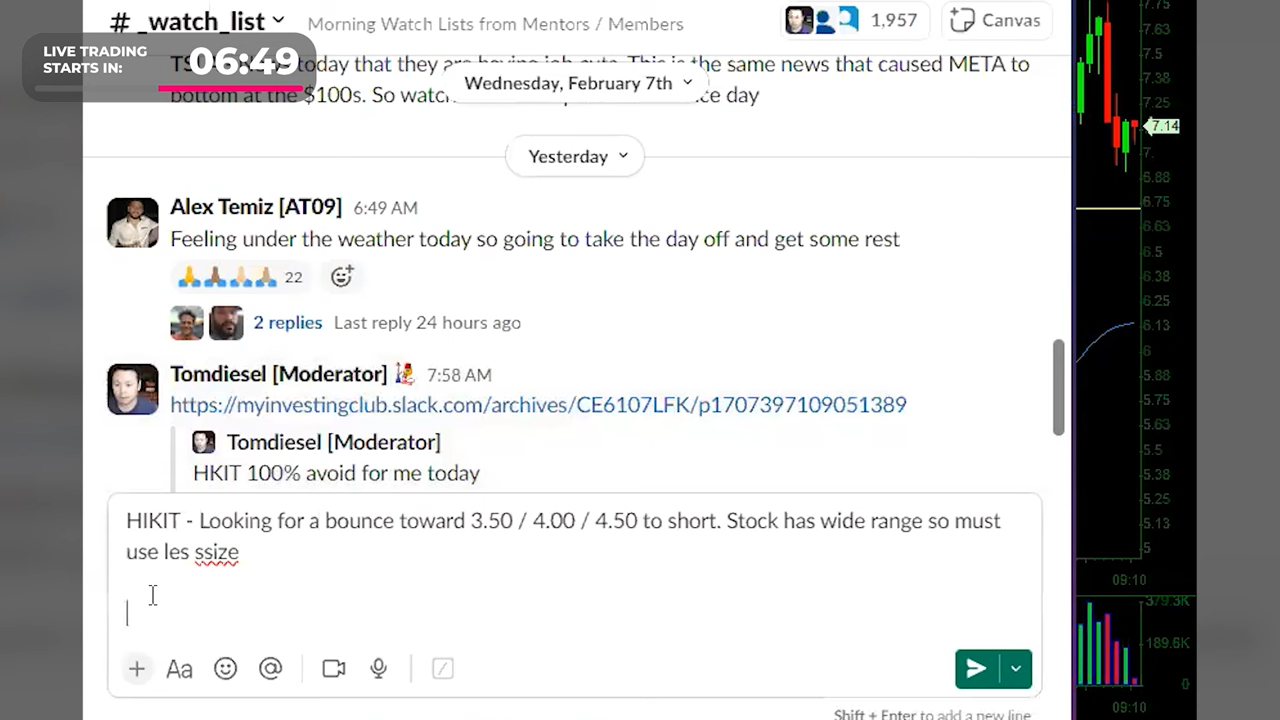 # _watch_list
Morning Watch Lists from Mentors / Members
1,957
Canvas
LIVE TRADING
STARTS IN:
06:49
today that they are having job cuts. This is the same news that caused META to
Wednesday, February 7th
bottom at the $100s. So
day
Yesterday
Alex Temiz [AT09] 6:49 AM
Feeling under the weather today so going to take the day off and get some rest
22
2 replies Last reply 24 hours ago
Tomdiesel [Moderator] 7:58 AM
https://myinvestingclub.slack.com/archives/CE6107LFK/p1707397109051389
Tomdiesel [Moderator]
HKIT 100% avoid for me today
HIKIT - Looking for a bounce toward 3.50 / 4.00 / 4.50 to short. Stock has wide range so must
use les ssize
Aa
Shift + Enter to add a new line
7.75
7.63
7.5
7.38
7.25
7.14
7.
6.88
6.75
6.63
6.5
6.38
6.25
6.13
6
5.88
5.75
5.63
5.5
5.38
5.25
5.13
5
09:10
379.3K
189.6K
0
09:10